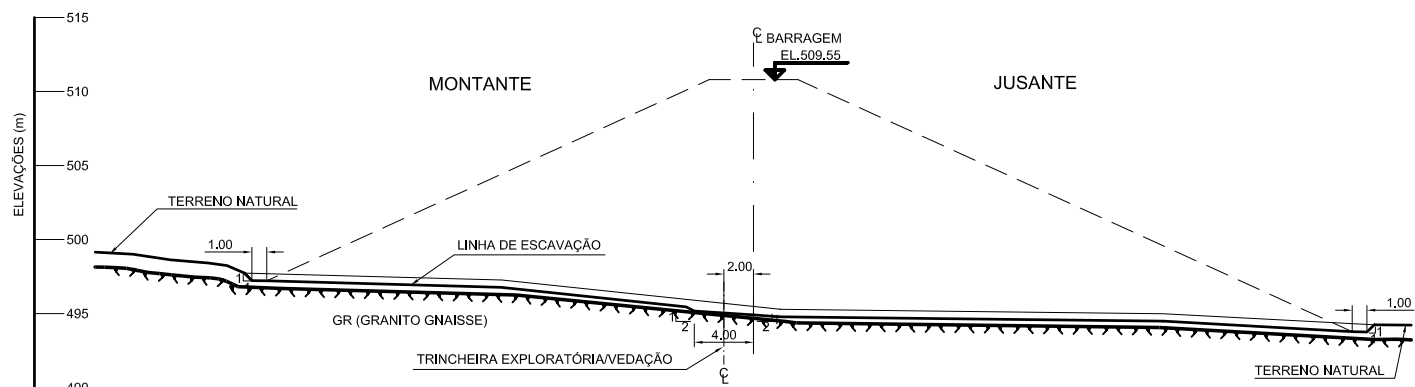 515
℄ BARRAGEM
EL.509.55
MONTANTE
JUSANTE
510
ELEVAÇÕES (m)
505
TERRENO NATURAL
500
1.00
LINHA DE ESCAVAÇÃO
2.00
1
495
GR (GRANITO GNAISSE)
1
2
2
4.00
1.00
1
TRINCHEIRA EXPLORATÓRIA/VEDAÇÃO
℄
TERRENO NATURAL
490